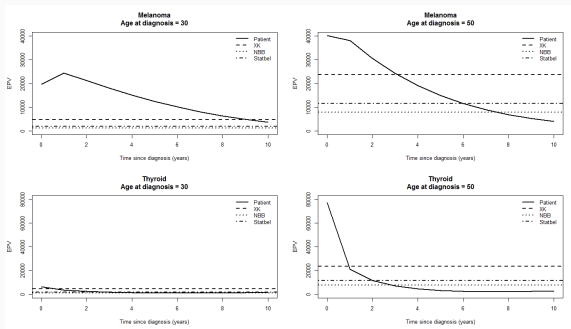 Melanoma
Age at diagnosis = 30
EPV
40000
30000
20000
10000
0
Patient
XK
NBB
Statbel
0 2 4 6 8 10
Time since diagnosis (years)
Melanoma
Age at diagnosis = 50
EPV
40000
30000
20000
10000
0
Patient
XK
NBB
Statbel
0 2 4 6 8 10
Time since diagnosis (years)
Thyroid
Age at diagnosis = 30
EPV
80000
60000
40000
20000
0
Patient
XK
NBB
Statbel
0 2 4 6 8 10
Time since diagnosis (years)
Thyroid
Age at diagnosis = 50
EPV
80000
60000
40000
20000
0
Patient
XK
NBB
Statbel
0 2 4 6 8 10
Time since diagnosis (years)